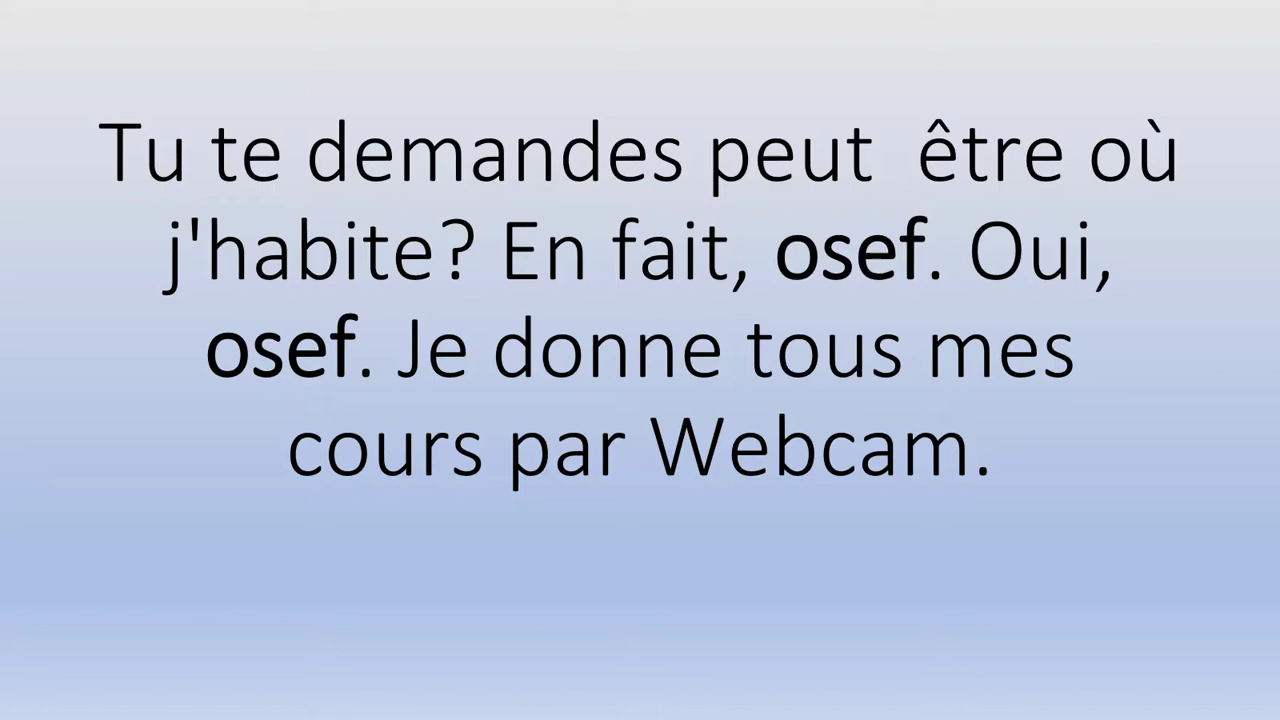 Tu te demandes peut  être où
j'habite? En fait, osef. Oui,
osef. Je donne tous mes
cours par Webcam.